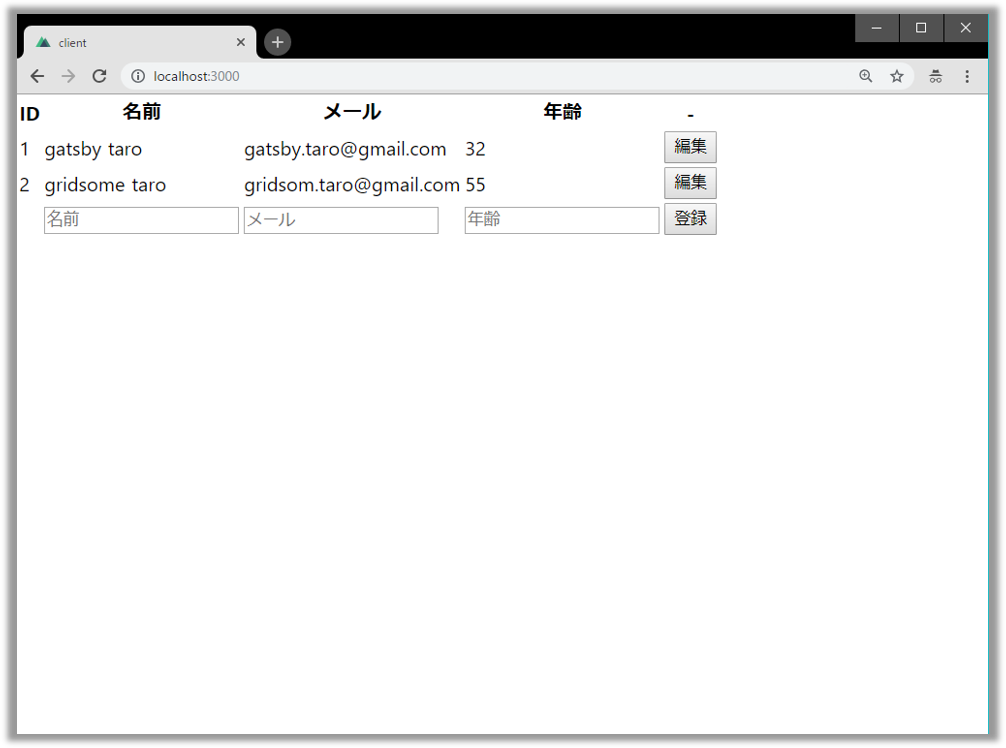 client
localhost:3000
ID 名前 メール 年齢 -
1 gatsby taro gatsby.taro@gmail.com 32 編集
2 gridsome taro gridsom.taro@gmail.com 55 編集
名前 メール 年齢 登録